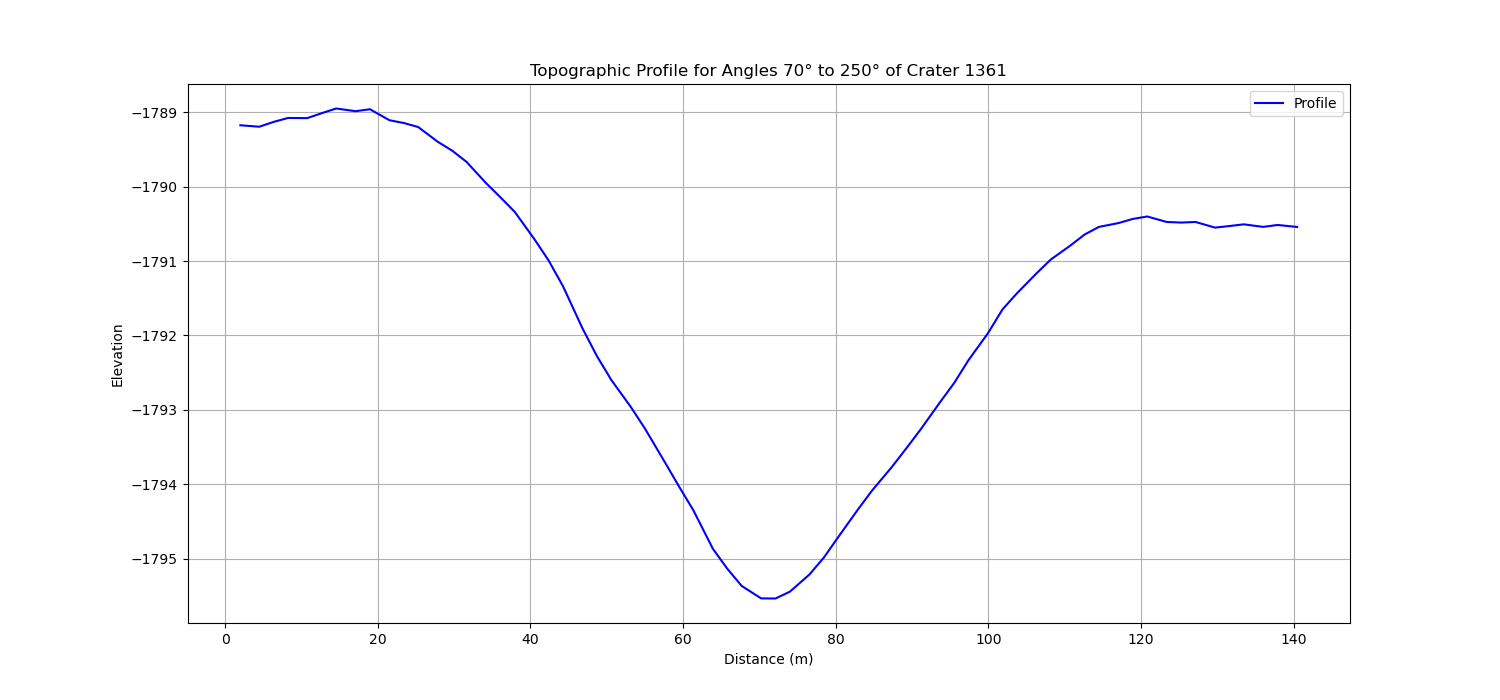 Topographic Profile for Angles 70° to 250° of Crater 1361
Profile
−1789
−1790
−1791
−1792
−1793
−1794
−1795
Elevation
0 20 40 60 80 100 120 140
Distance (m)